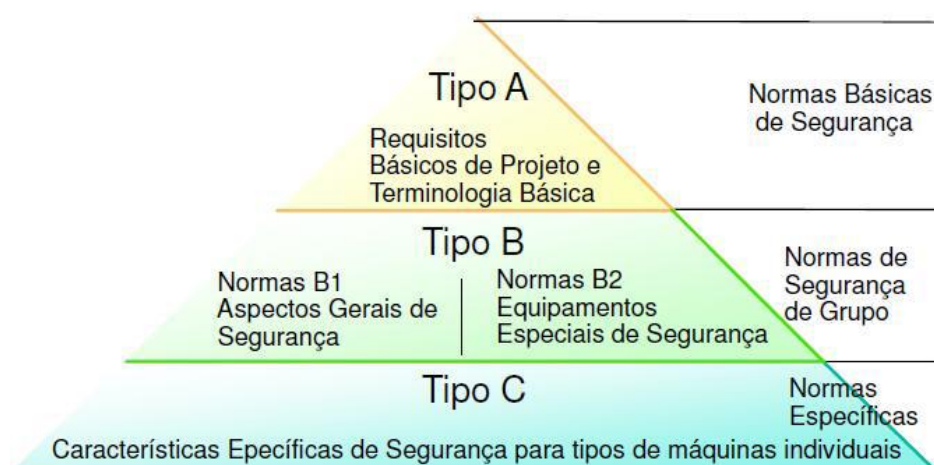 Tipo A
Requisitos
Básicos de Projeto e
Terminologia Básica
Normas Básicas
de Segurança
Tipo B
Normas B1
Aspectos Gerais de
Segurança
Normas B2
Equipamentos
Especiais de Segurança
Normas de
Segurança
de Grupo
Tipo C
Normas
Específicas
Características Epecíficas de Segurança para tipos de máquinas individuais